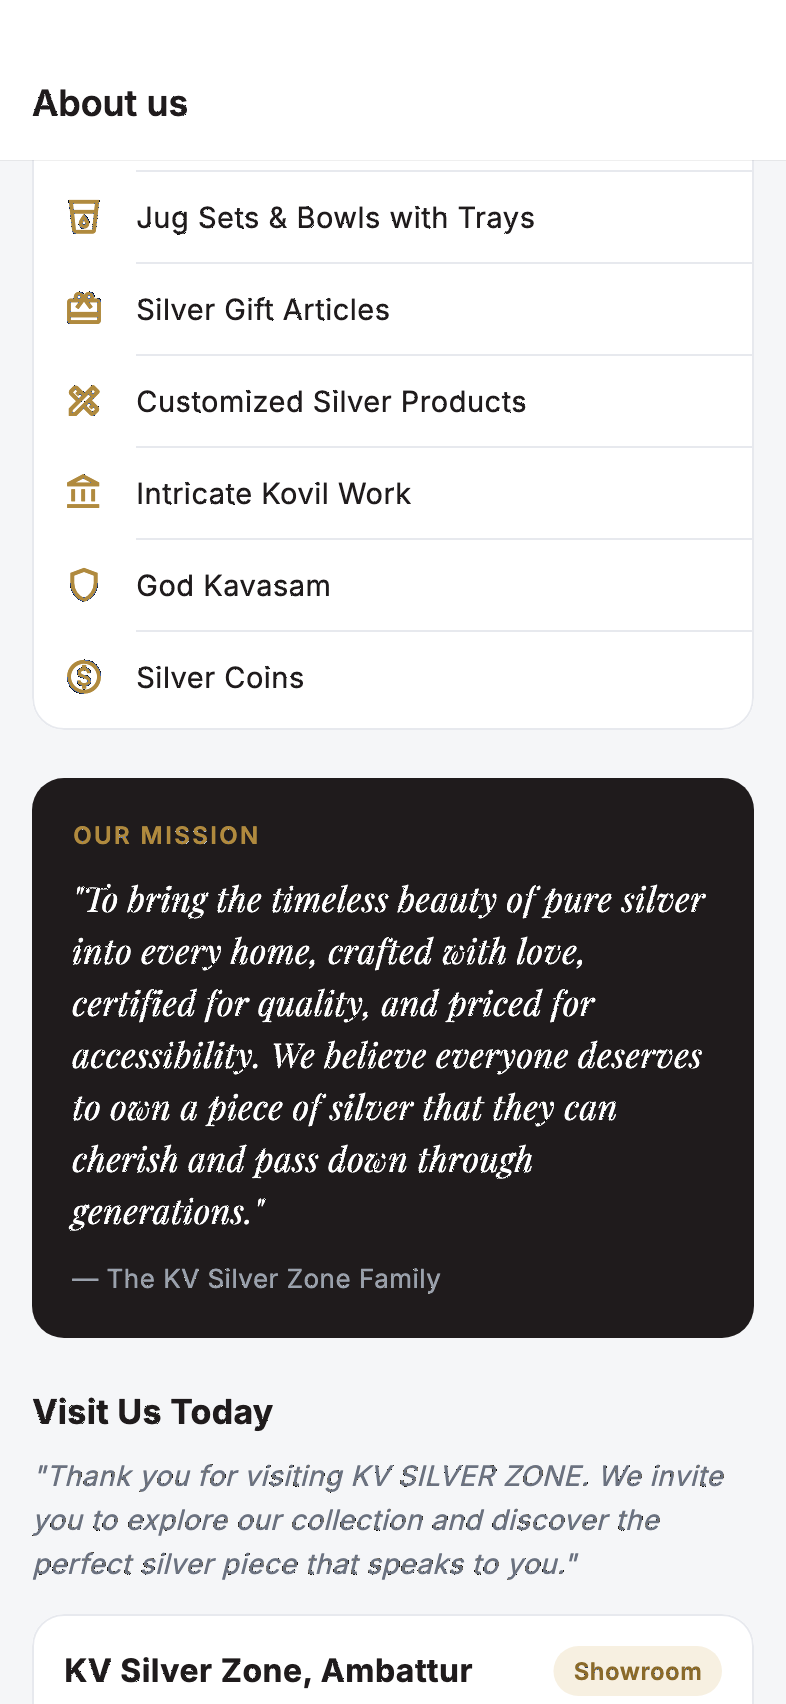 About us
Jug Sets & Bowls with Trays
Silver Gift Articles
Customized Silver Products
Intricate Kovil Work
God Kavasam
Silver Coins
OUR MISSION
"To bring the timeless beauty of pure silver
into every home, crafted with love,
certified for quality, and priced for
accessibility. We believe everyone deserves
to own a piece of silver that they can
cherish and pass down through
generations."
— The KV Silver Zone Family
Visit Us Today
"Thank you for visiting KV SILVER ZONE. We invite
you to explore our collection and discover the
perfect silver piece that speaks to you."
KV Silver Zone, Ambattur
Showroom